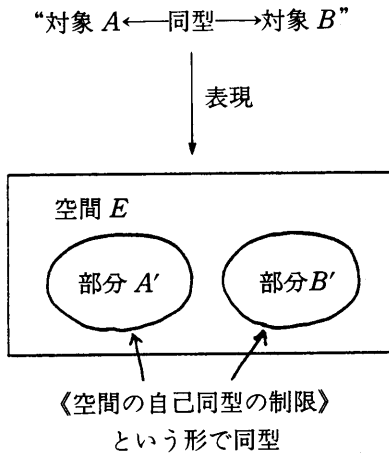 “対象 A←同型→対象 B”
表現
空間 E
部分 A′
部分B′
《空間の自己同型の制限》
という形で同型